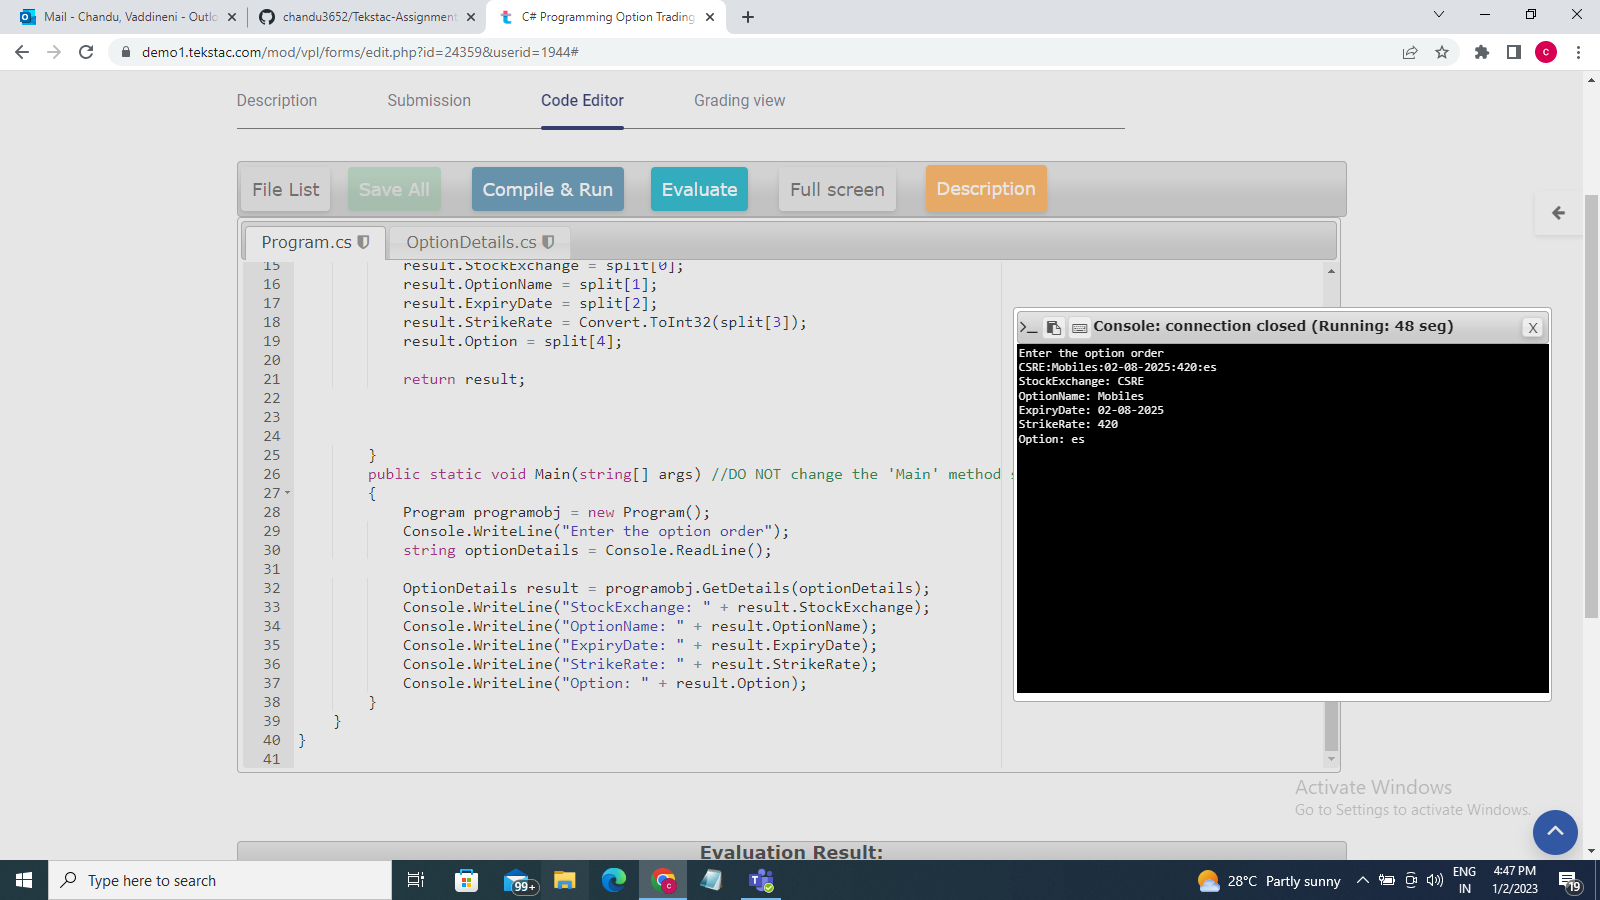 Mail - Chandu, Vaddineni - Outlo
chandu3652/Tekstac-Assignment
C# Programming Option Trading
demo1.tekstac.com/mod/vpl/forms/edit.php?id=24359&userid=1944#
c
Description Submission Code Editor Grading view
File List Save All Compile & Run Evaluate Full screen Description
Program.cs OptionDetails.cs
15 result.StockExchange = split[0];
16 result.OptionName = split[1];
17 result.ExpiryDate = split[2];
18 result.StrikeRate = Convert.ToInt32(split[3]);
19 result.Option = split[4];
20
21 return result;
22
23
24
25 }
26 public static void Main(string[] args) //DO NOT change the 'Main' method s
27 {
28 Program programobj = new Program();
29 Console.WriteLine("Enter the option order");
30 string optionDetails = Console.ReadLine();
31
32 OptionDetails result = programobj.GetDetails(optionDetails);
33 Console.WriteLine("StockExchange: " + result.StockExchange);
34 Console.WriteLine("OptionName: " + result.OptionName);
35 Console.WriteLine("ExpiryDate: " + result.ExpiryDate);
36 Console.WriteLine("StrikeRate: " + result.StrikeRate);
37 Console.WriteLine("Option: " + result.Option);
38 }
39 }
40 }
41
Console: connection closed (Running: 48 seg)
X
Enter the option order
CSRE:Mobiles:02-08-2025:420:es
StockExchange: CSRE
OptionName: Mobiles
ExpiryDate: 02-08-2025
StrikeRate: 420
Option: es
Activate Windows
Go to Settings to activate Windows.
Evaluation Result:
Type here to search
99+
28°C Partly sunny
ENG
IN
4:47 PM
1/2/2023
19